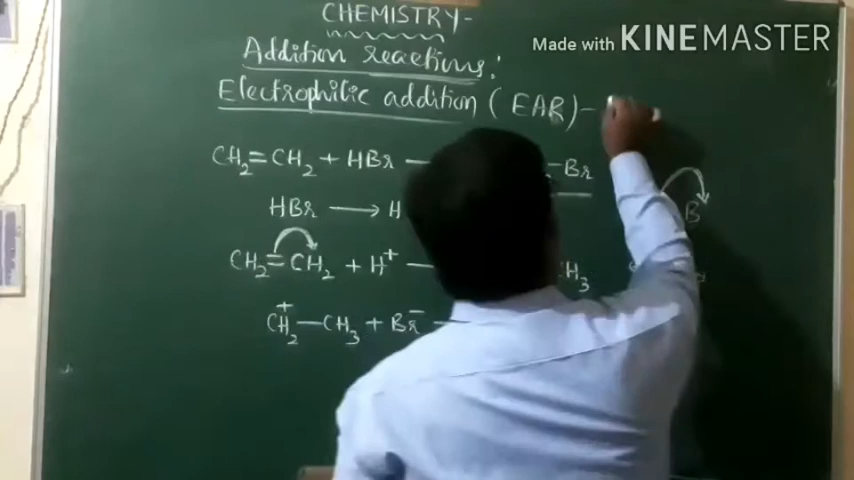 CHEMISTRY-
Made with KINEMASTER
Addition reactions:
Electrophilic addition (EAR)-
CH₂=CH₂ + HBr — -Br
HBr ⟶ H
B
CH₂=CH₂ + H⁺ — H₃
C⁺H₂—CH₃ + Br⁻ —